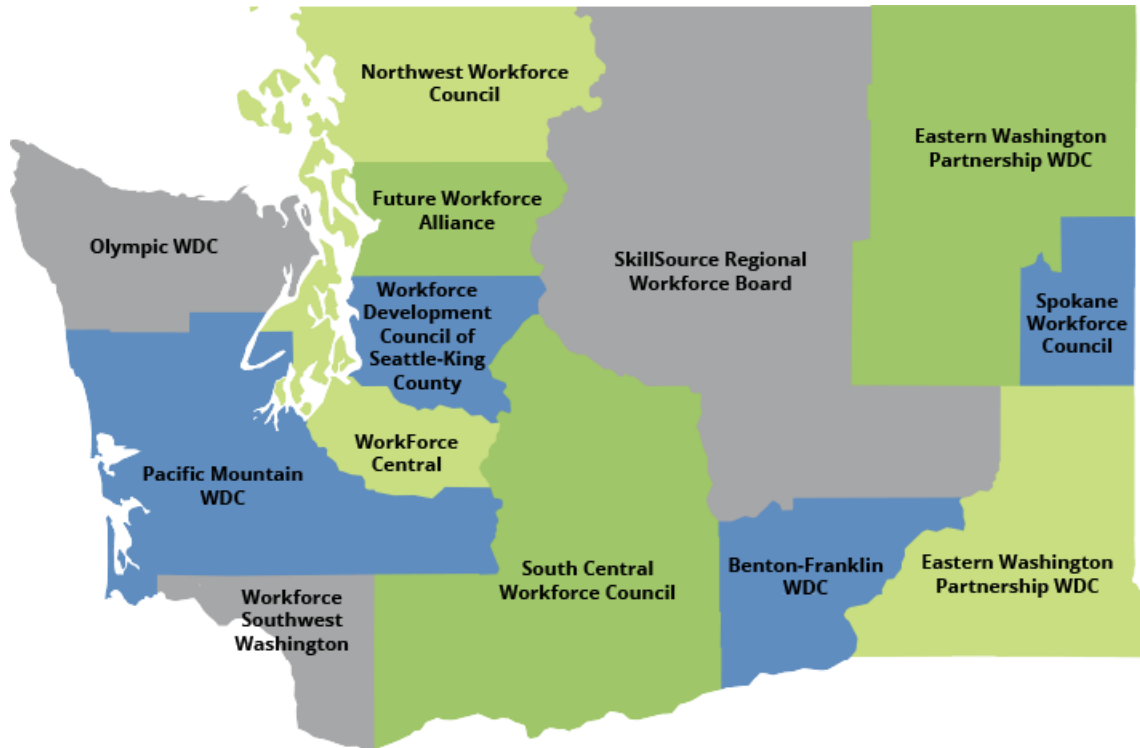 Northwest Workforce
Council
Eastern Washington
Partnership WDC
Future Workforce
Alliance
Olympic WDC
SkillSource Regional
Workforce Board
Workforce
Development
Council of
Seattle-King
County
Spokane
Workforce
Council
WorkForce
Central
Pacific Mountain
WDC
South Central
Workforce Council
Benton-Franklin
WDC
Eastern Washington
Partnership WDC
Workforce
Southwest
Washington